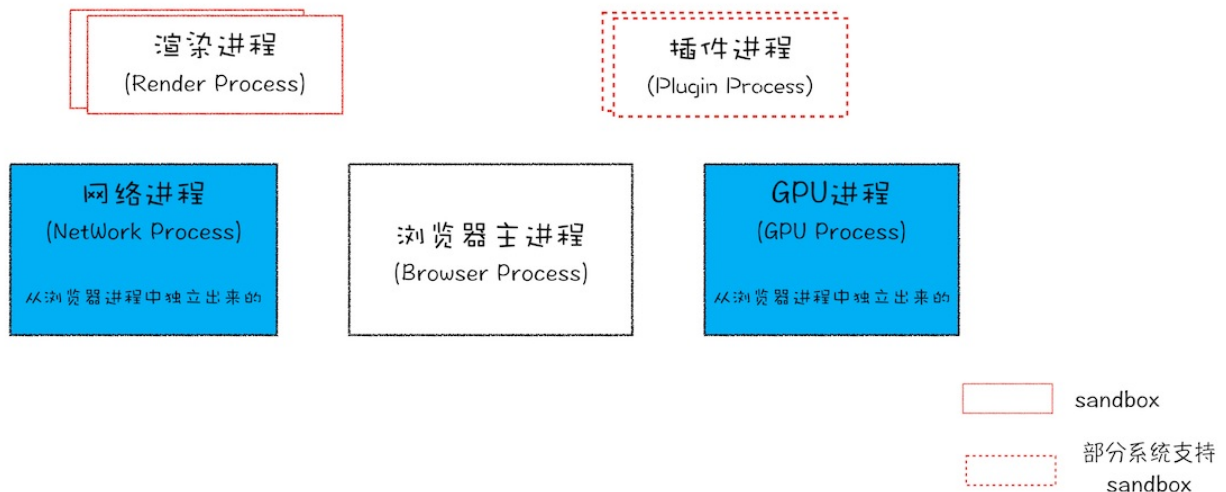 渲染进程
(Render Process)
插件进程
(Plugin Process)
网络进程
(NetWork Process)
从浏览器进程中独立出来的
浏览器主进程
(Browser Process)
GPU进程
(GPU Process)
从浏览器进程中独立出来的
sandbox
部分系统支持
sandbox